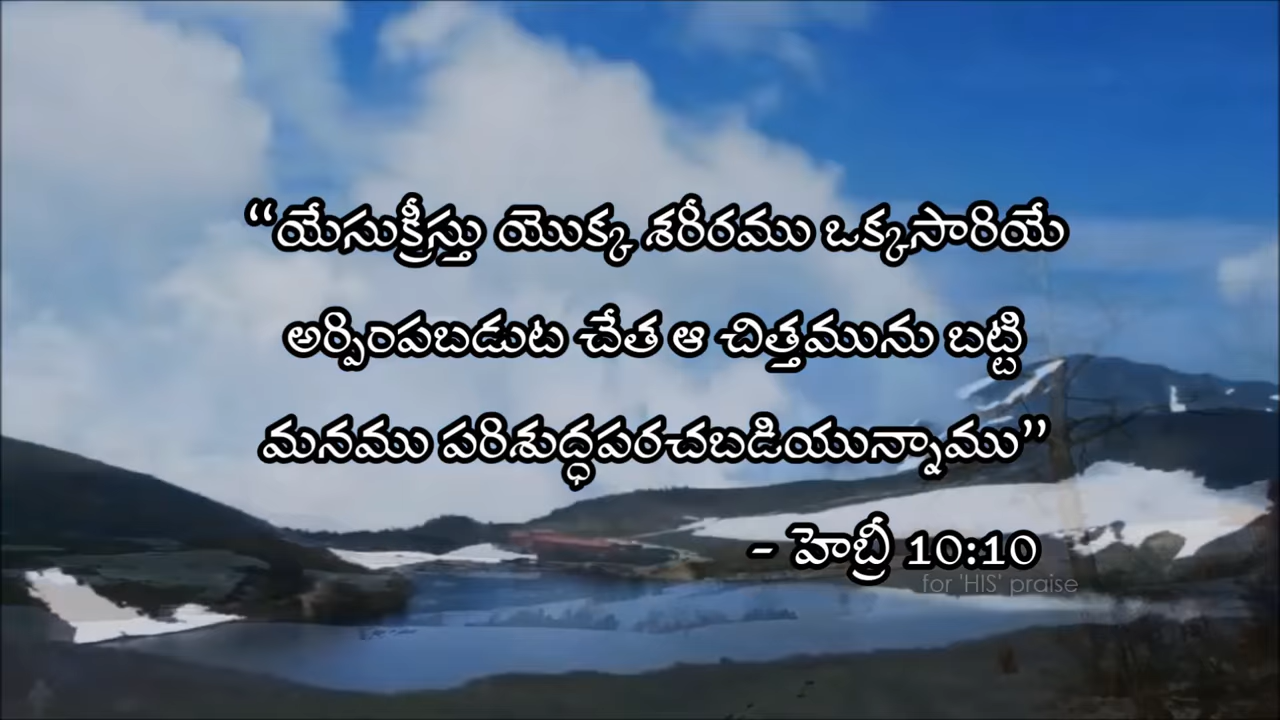 “యేసుక్రీస్తు యొక్క శరీరము ఒక్కసారియే
అర్పింపబడుట చేత ఆ చిత్తమును బట్టి
మనము పరిశుద్ధపరచబడియున్నాము”
- హెబ్రీ 10:10
for 'HIS' praise